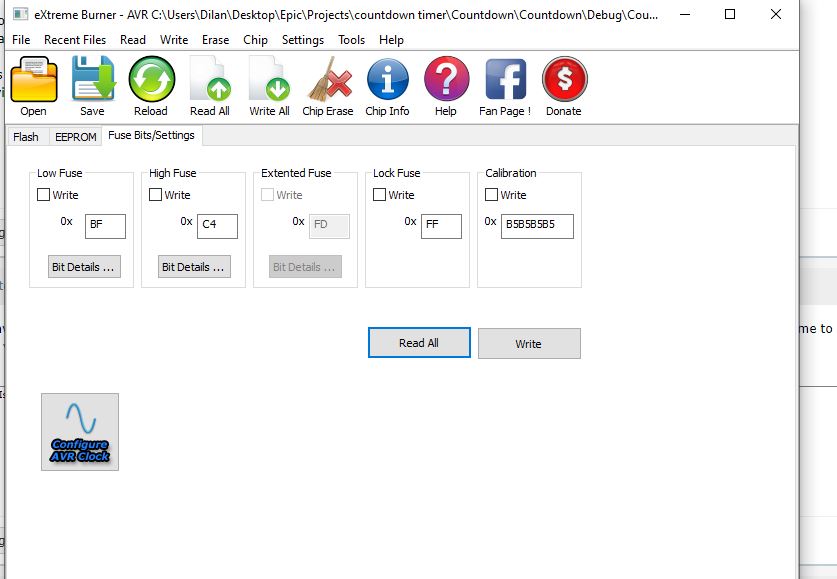 eXtreme Burner - AVR C:\Users\Dilan\Desktop\Epic\Projects\countdown timer\Countdown\Countdown\Debug\Cou...
File Recent Files Read Write Erase Chip Settings Tools Help
Open Save Reload Read All Write All Chip Erase Chip Info Help Fan Page ! Donate
Flash EEPROM Fuse Bits/Settings
Low Fuse High Fuse Extented Fuse Lock Fuse Calibration
Write Write Write Write Write
0x BF 0x C4 0x FD 0x FF 0x B5B5B5B5
Bit Details ... Bit Details ... Bit Details ...
me to
Read All Write
Configure
AVR Clock